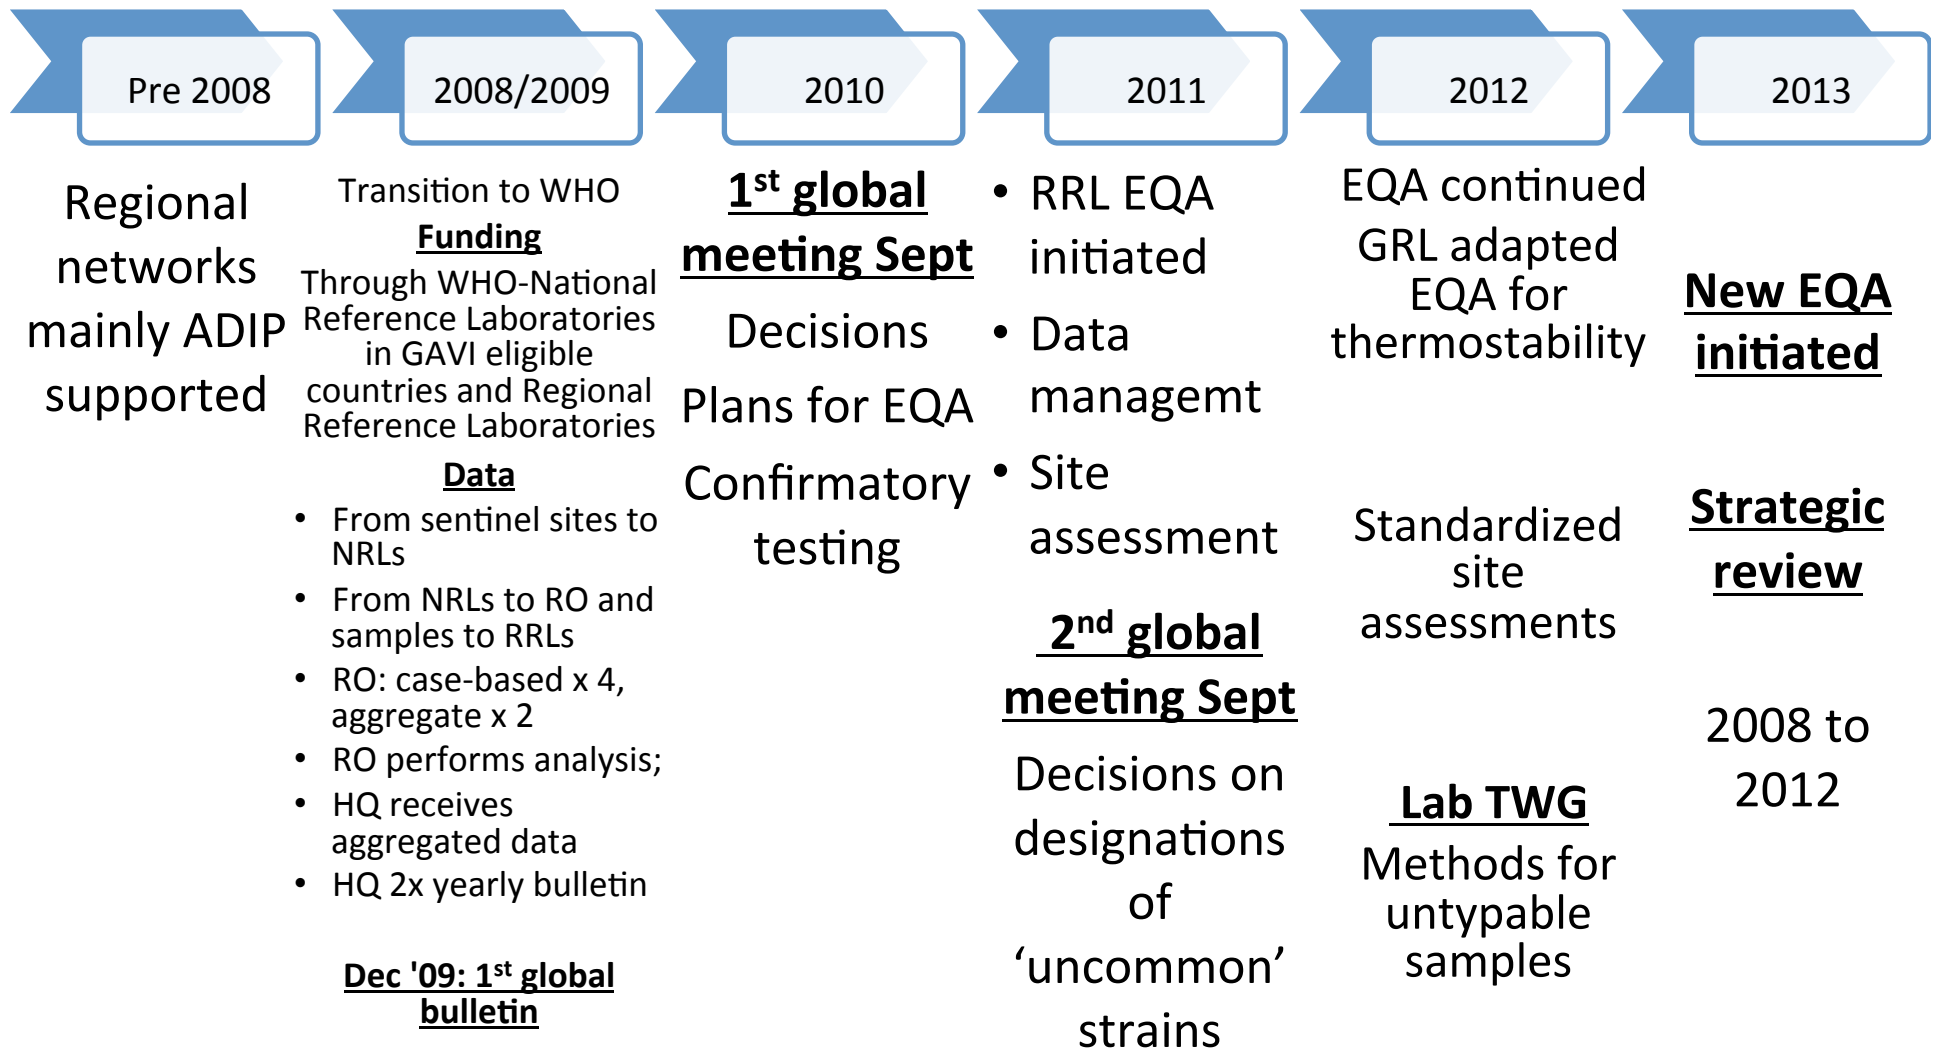 Pre 2008
2008/2009
2010
2011
2012
2013
Regional
networks
mainly ADIP
supported
Transition to WHO
Funding
Through WHO-National
Reference Laboratories
in GAVI eligible
countries and Regional
Reference Laboratories
Data
• From sentinel sites to
NRLs
• From NRLs to RO and
samples to RRLs
• RO: case-based x 4,
aggregate x 2
• RO performs analysis;
• HQ receives
aggregated data
• HQ 2x yearly bulletin
Dec '09: 1st global
bulletin
1st global
meeting Sept
Decisions
Plans for EQA
Confirmatory
testing
• RRL EQA
initiated
• Data
managemt
• Site
assessment
2nd global
meeting Sept
Decisions on
designations
of
‘uncommon’
strains
EQA continued
GRL adapted
EQA for
thermostability
Standardized
site
assessments
Lab TWG
Methods for
untypable
samples
New EQA
initiated
Strategic
review
2008 to
2012